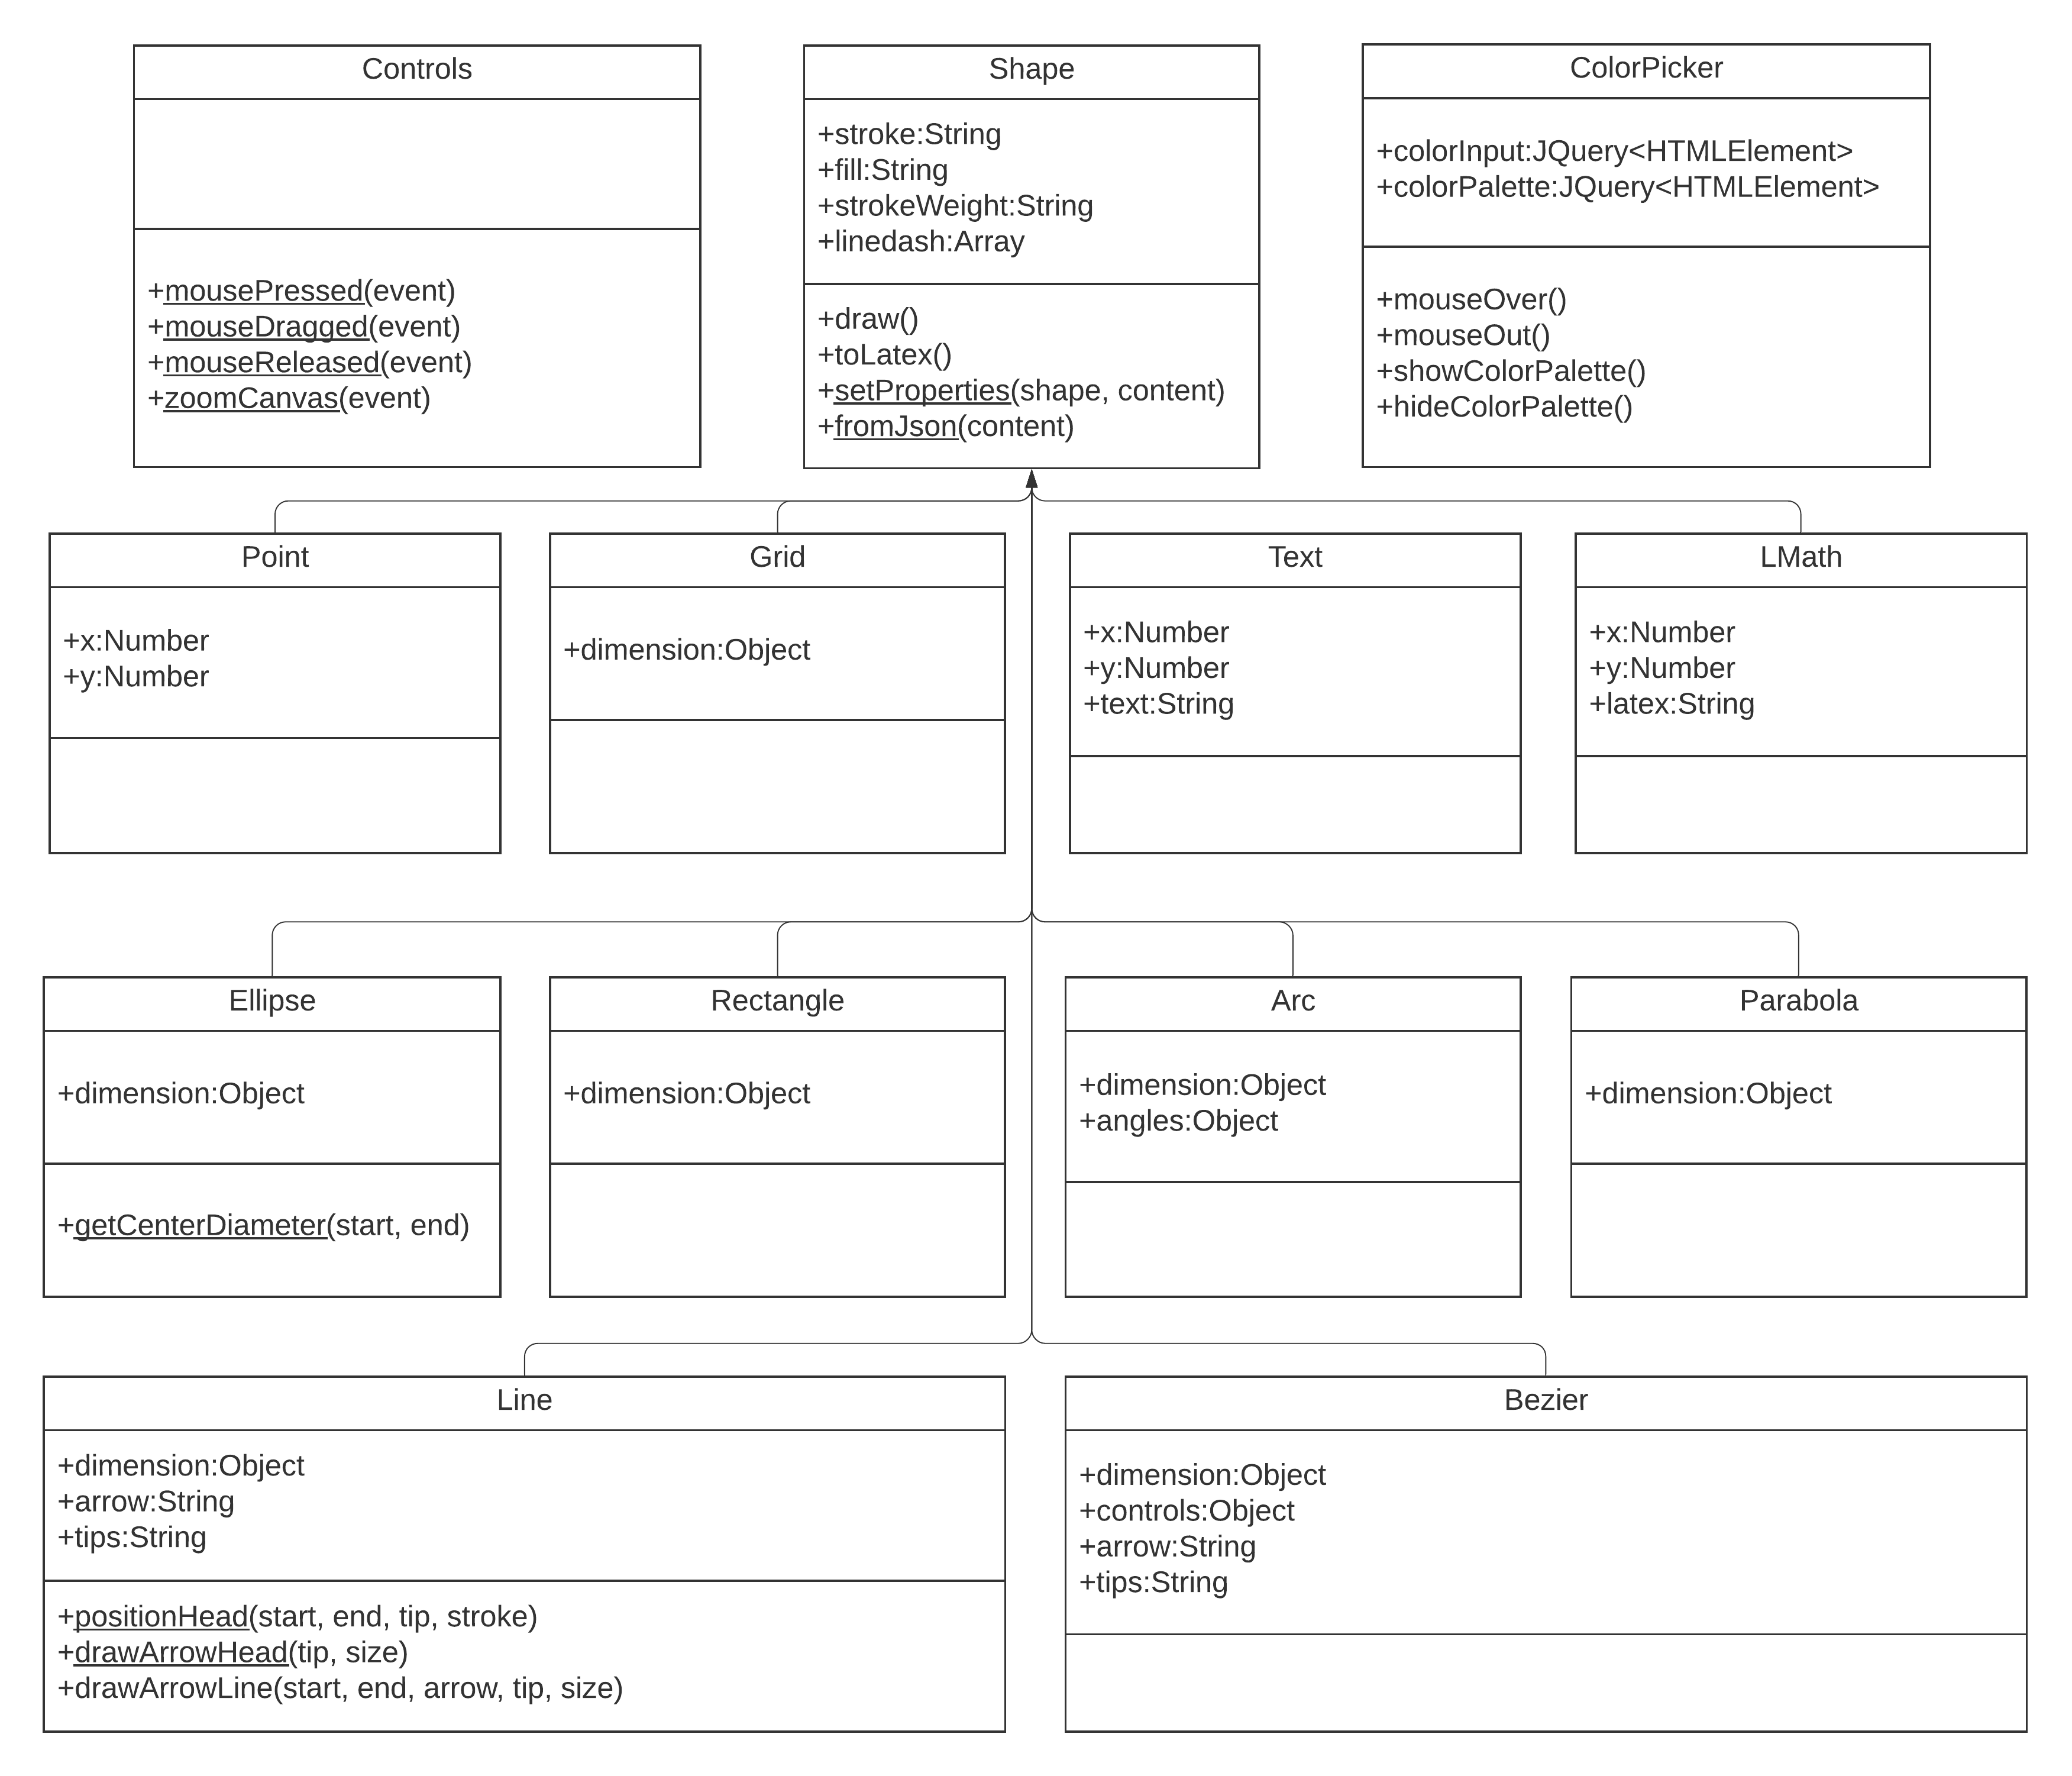 Controls
+mousePressed(event)
+mouseDragged(event)
+mouseReleased(event)
+zoomCanvas(event)
Shape
+stroke:String
+fill:String
+strokeWeight:String
+linedash:Array
+draw()
+toLatex()
+setProperties(shape, content)
+fromJson(content)
ColorPicker
+colorInput:JQuery<HTMLElement>
+colorPalette:JQuery<HTMLElement>
+mouseOver()
+mouseOut()
+showColorPalette()
+hideColorPalette()
Point
+x:Number
+y:Number
Grid
+dimension:Object
Text
+x:Number
+y:Number
+text:String
LMath
+x:Number
+y:Number
+latex:String
Ellipse
+dimension:Object
+getCenterDiameter(start, end)
Rectangle
+dimension:Object
Arc
+dimension:Object
+angles:Object
Parabola
+dimension:Object
Line
+dimension:Object
+arrow:String
+tips:String
+positionHead(start, end, tip, stroke)
+drawArrowHead(tip, size)
+drawArrowLine(start, end, arrow, tip, size)
Bezier
+dimension:Object
+controls:Object
+arrow:String
+tips:String